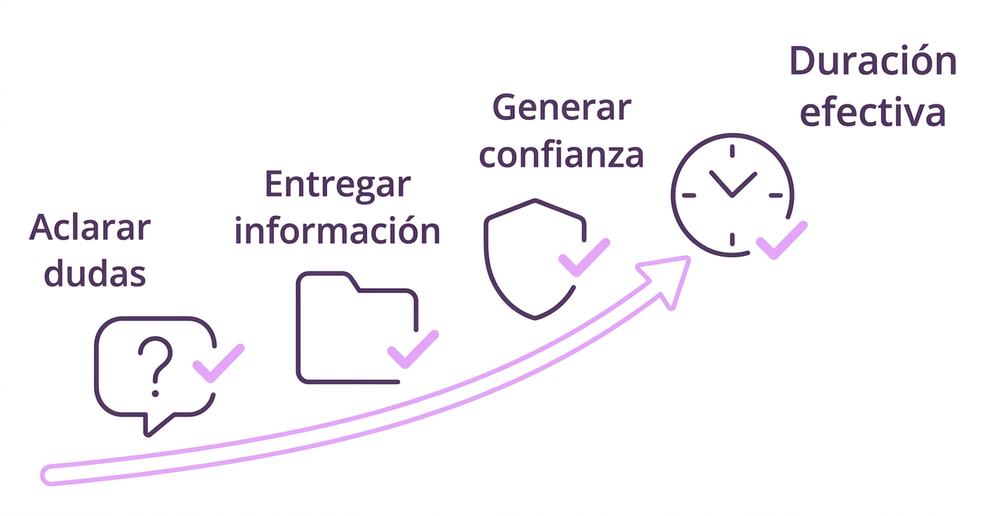 Aclarar
dudas
Entregar
información
Generar
confianza
Duración
efectiva
?